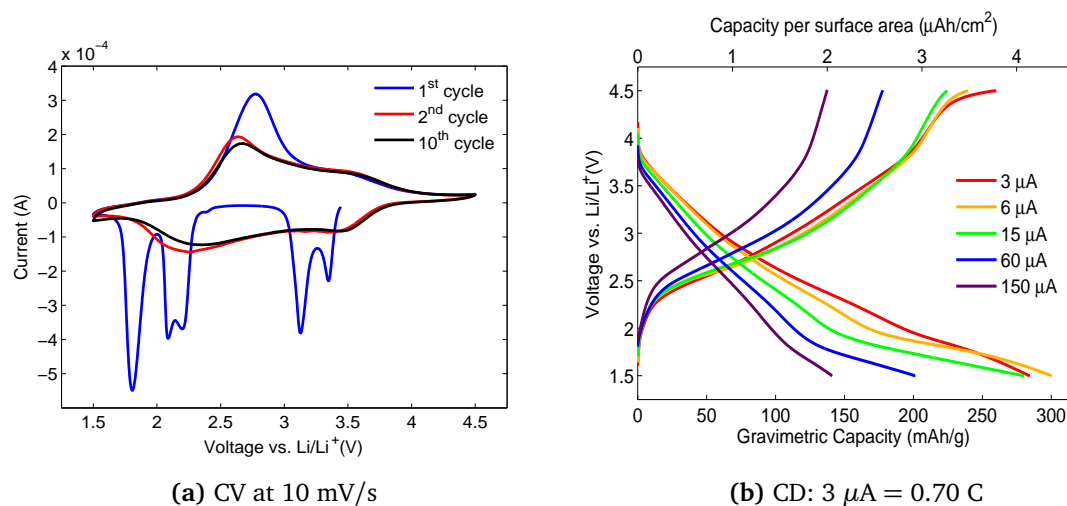 x 10⁻⁴
4
3
2
1
0
−1
−2
−3
−4
−5
Current (A)
1st cycle
2nd cycle
10th cycle
1.5 2 2.5 3 3.5 4 4.5
Voltage vs. Li/Li+(V)
(a) CV at 10 mV/s
Capacity per surface area (μAh/cm2)
0 1 2 3 4
4.5
4
3.5
3
2.5
2
1.5
Voltage vs. Li/Li+(V)
3 μA
6 μA
15 μA
60 μA
150 μA
0 50 100 150 200 250 300
Gravimetric Capacity (mAh/g)
(b) CD: 3 μA = 0.70 C